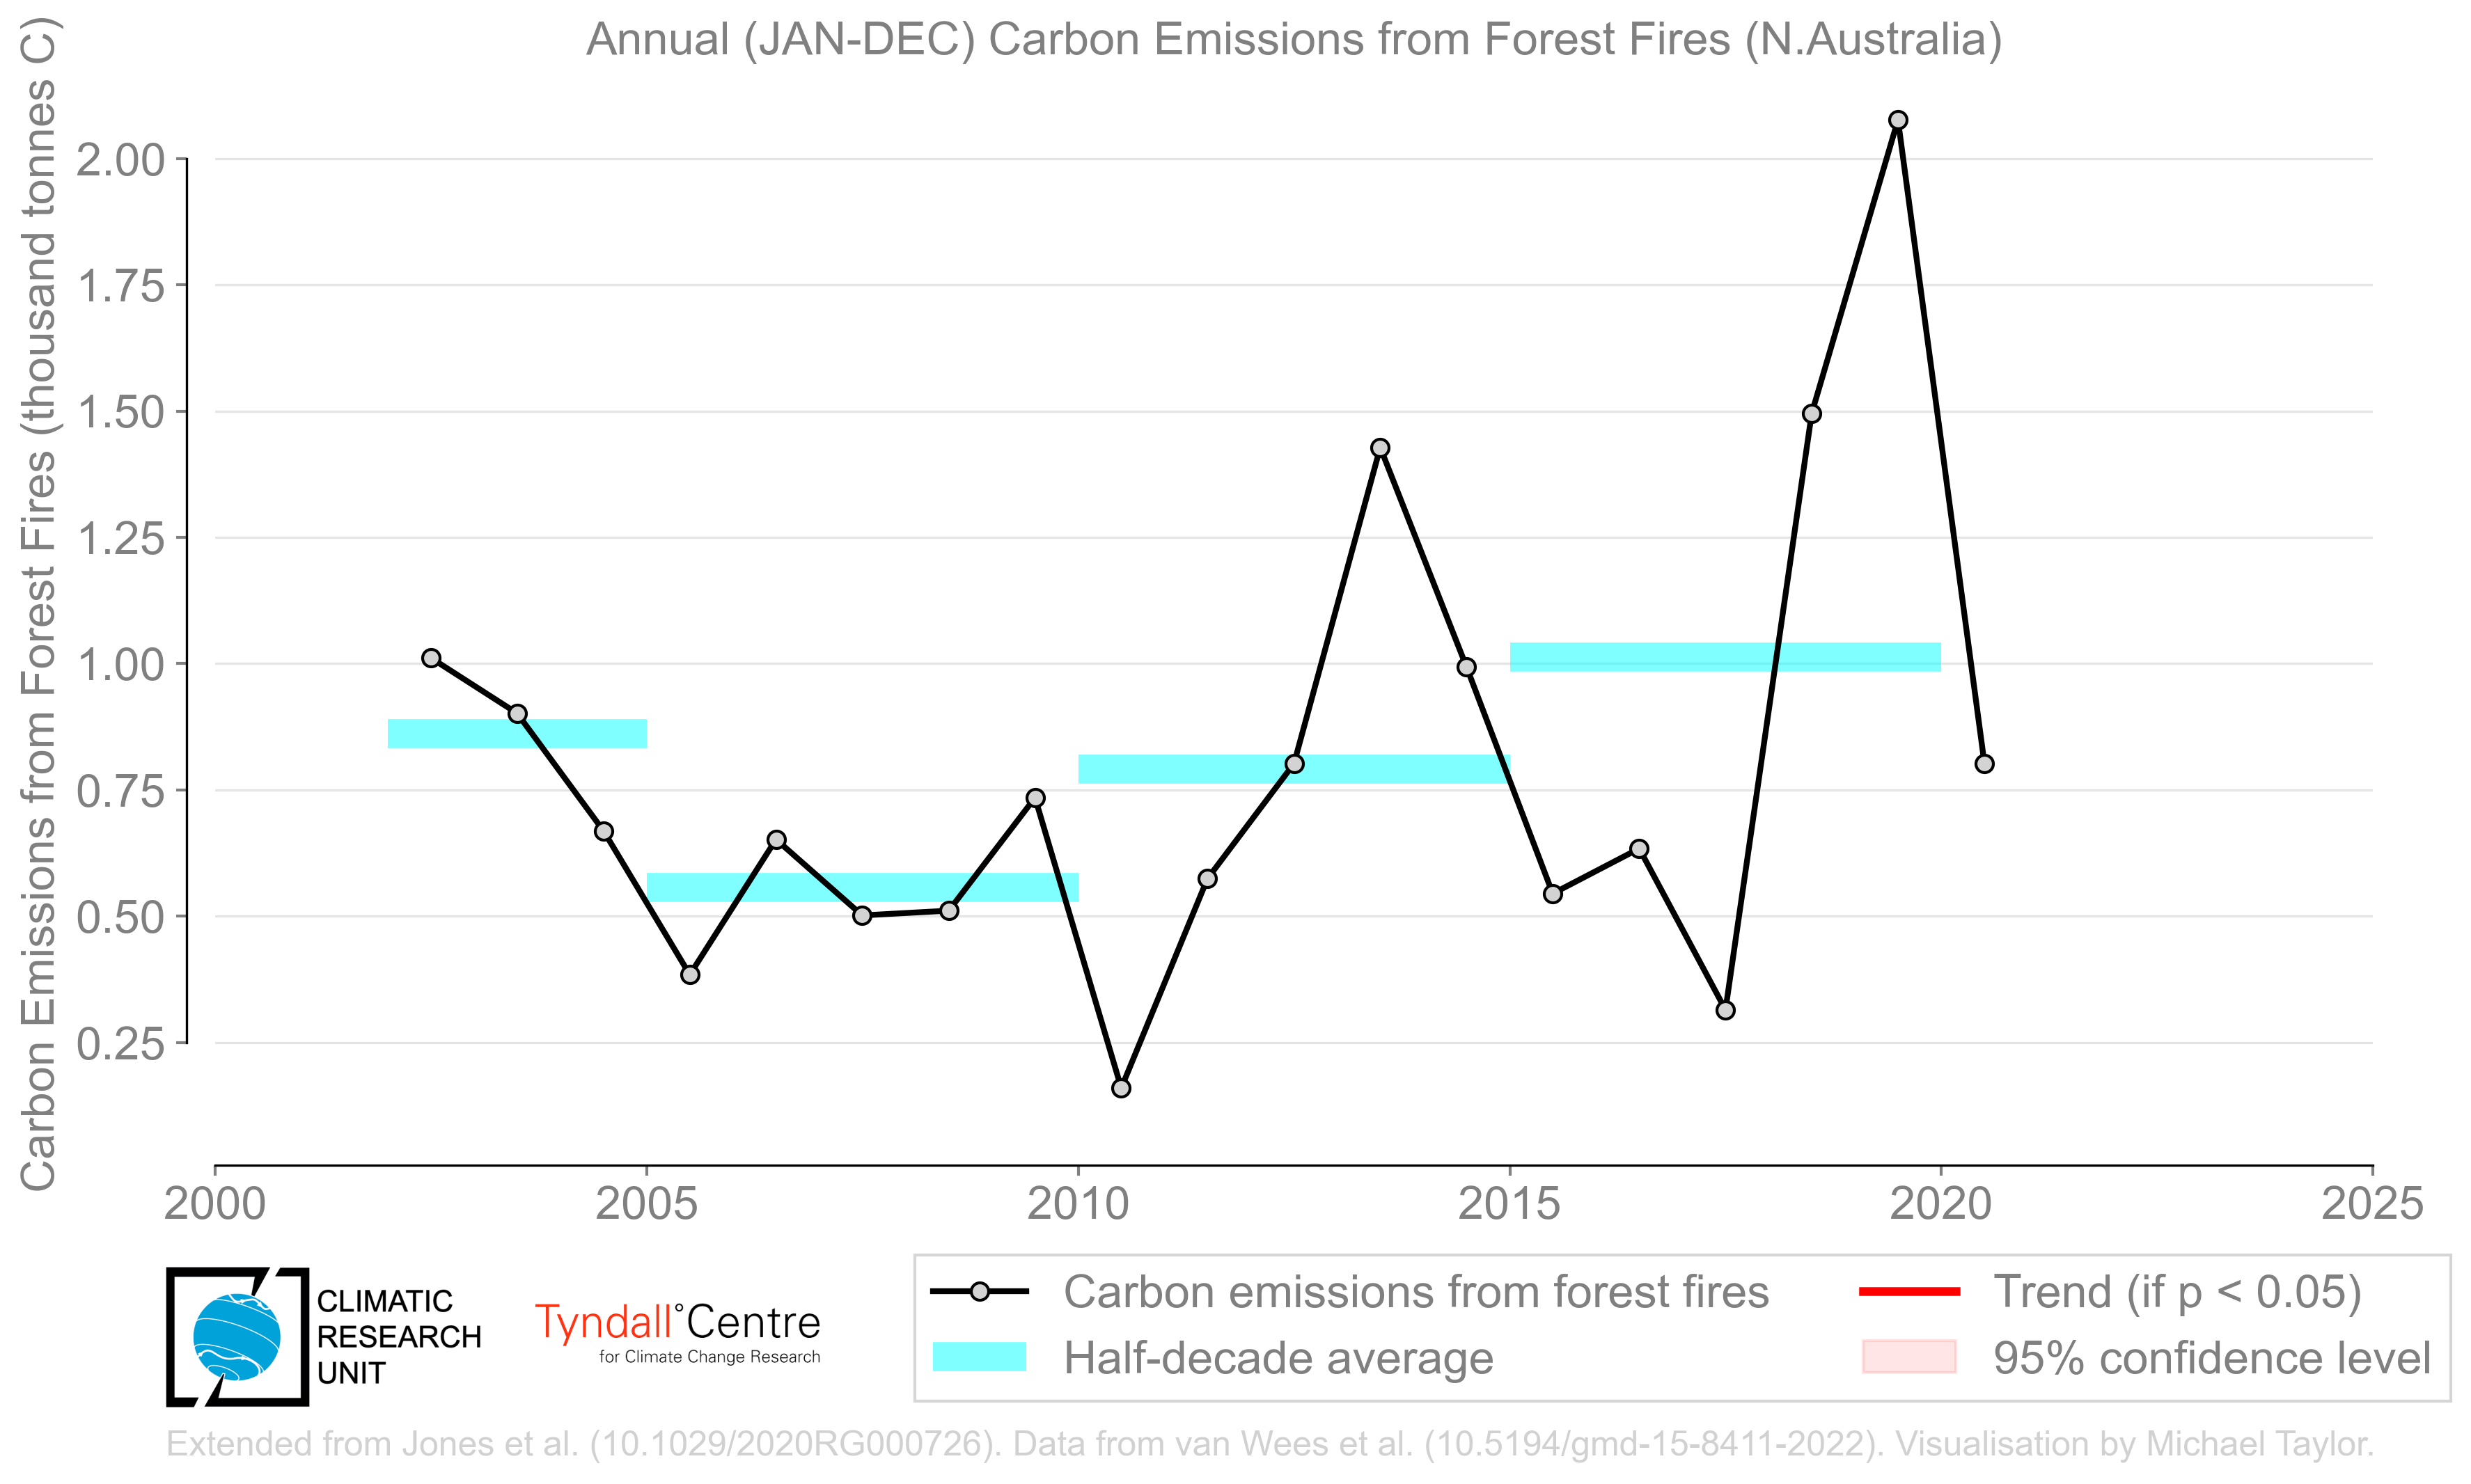 Annual (JAN-DEC) Carbon Emissions from Forest Fires (N.Australia)
Carbon Emissions from Forest Fires (thousand tonnes C)
2.00
1.75
1.50
1.25
1.00
0.75
0.50
0.25
2000
2005
2010
2015
2020
2025
CLIMATIC
RESEARCH
UNIT
Tyndall°Centre
for Climate Change Research
Carbon emissions from forest fires
Half-decade average
Trend (if p < 0.05)
95% confidence level
Extended from Jones et al. (10.1029/2020RG000726). Data from van Wees et al. (10.5194/gmd-15-8411-2022). Visualisation by Michael Taylor.